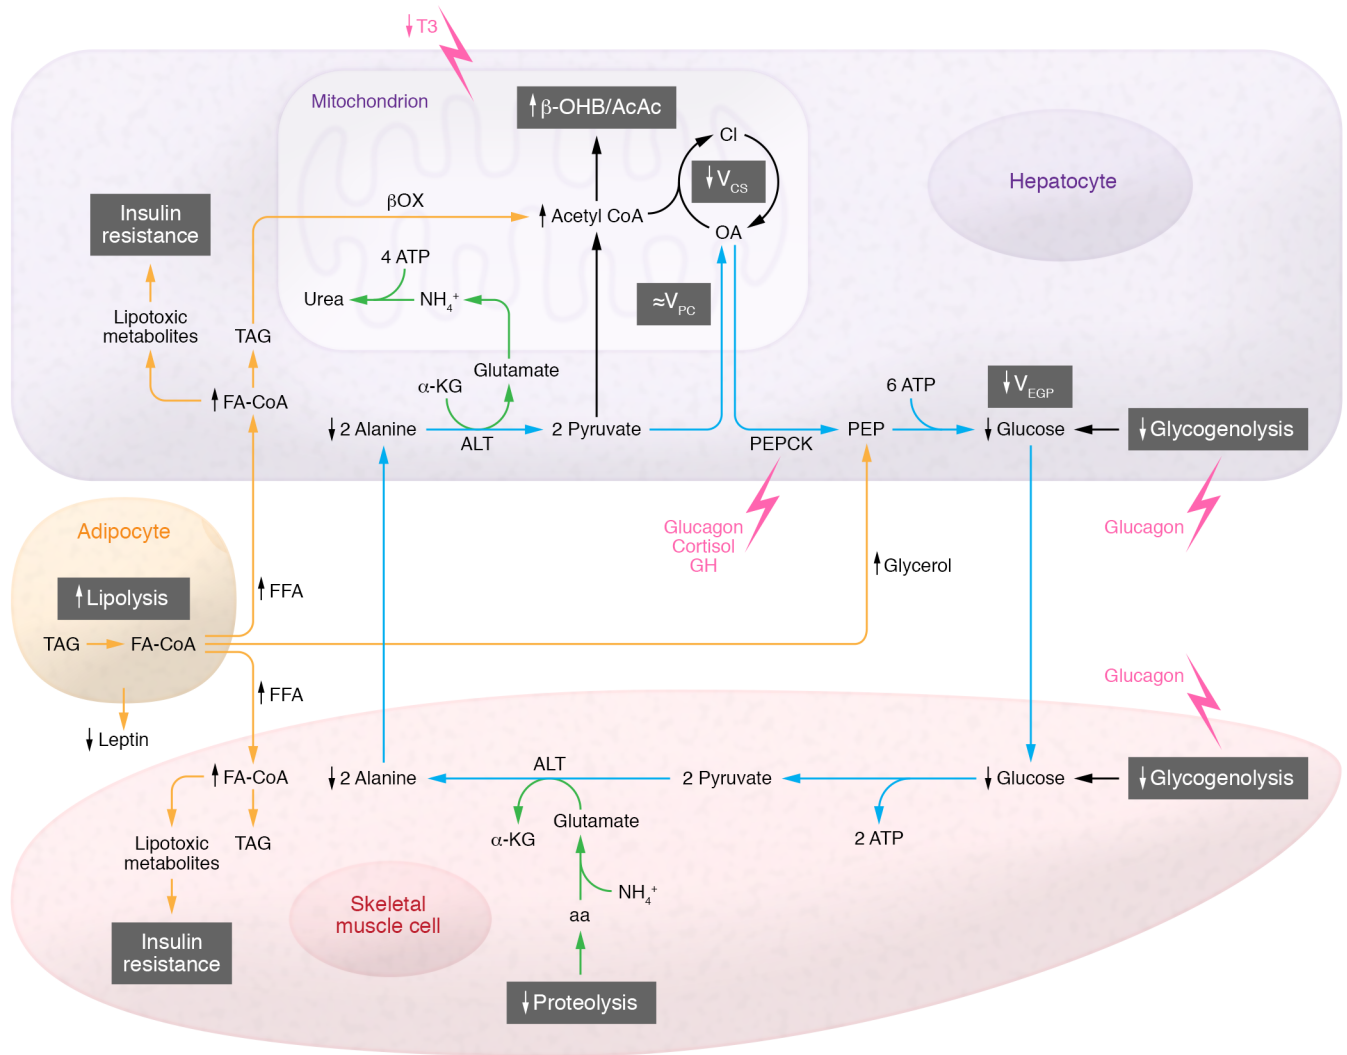 ↓T3
Mitochondrion
↑β-OHB/AcAc
CI
↓V_CS
Hepatocyte
Insulin
resistance
βOX
↑Acetyl CoA
OA
4 ATP
Urea
NH₄⁺
≈V_PC
Lipotoxic
metabolites
TAG
Glutamate
α-KG
↑FA-CoA
6 ATP
↓V_EGP
↓2 Alanine
ALT
2 Pyruvate
PEPCK
PEP
↓Glucose
↓Glycogenolysis
Adipocyte
Glucagon
Cortisol
GH
Glucagon
↑Glycerol
↑Lipolysis
↑FFA
TAG
FA-CoA
↑FFA
Glucagon
↓Leptin
↑FA-CoA
↓2 Alanine
ALT
2 Pyruvate
↓Glucose
↓Glycogenolysis
Lipotoxic
metabolites
TAG
α-KG
Glutamate
2 ATP
NH₄⁺
aa
Skeletal
muscle cell
Insulin
resistance
↓Proteolysis